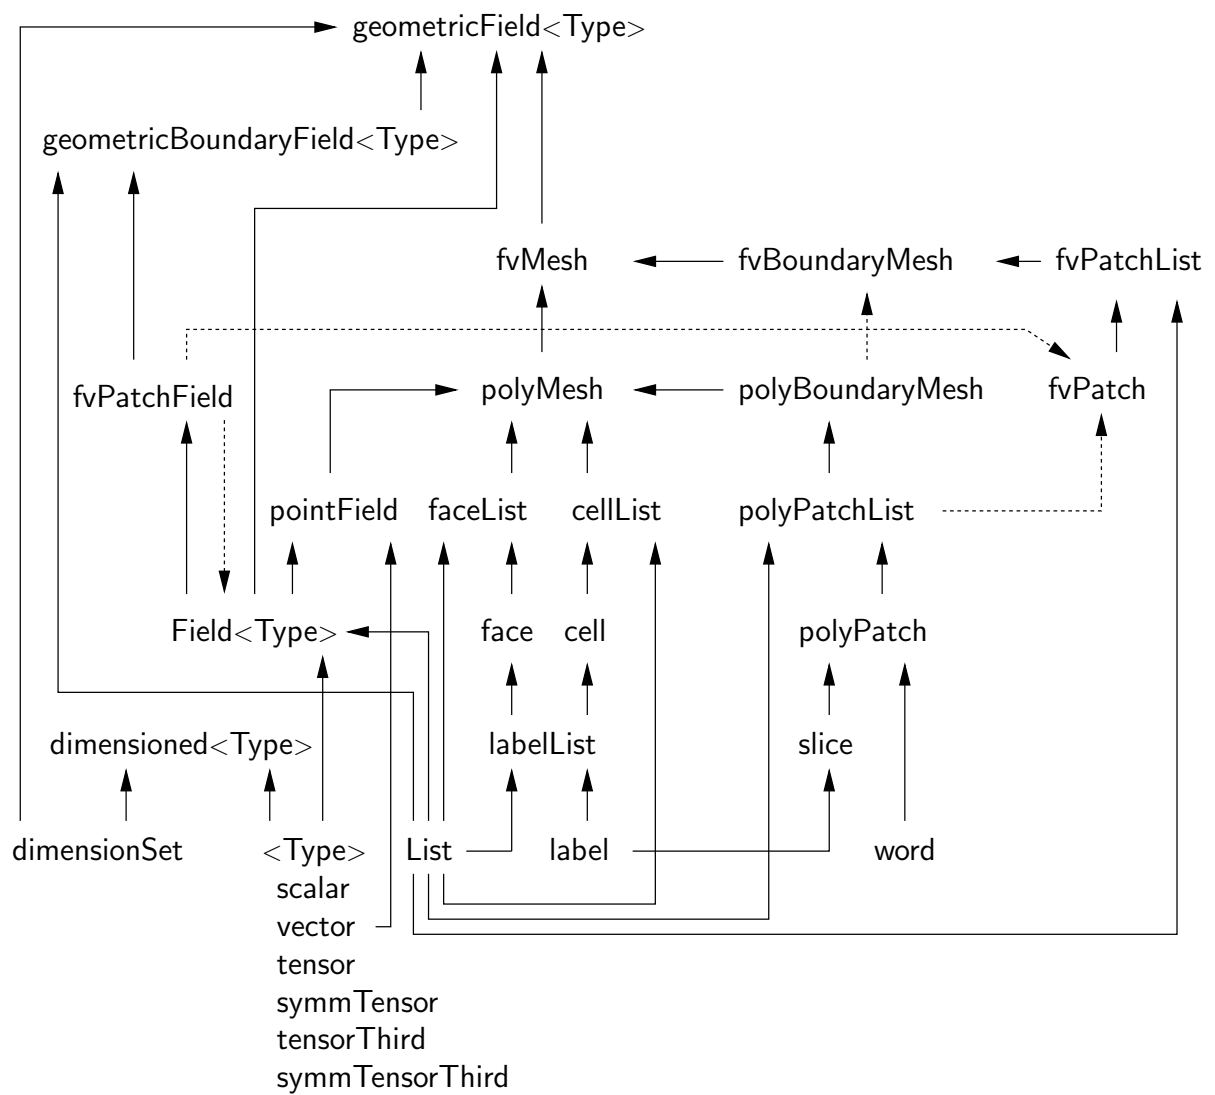 geometricField<Type>
geometricBoundaryField<Type>
fvMesh fvBoundaryMesh fvPatchList
fvPatchField polyMesh polyBoundaryMesh fvPatch
pointField faceList cellList polyPatchList
Field<Type> face cell polyPatch
dimensioned<Type> labelList slice
dimensionSet <Type> List label word
scalar
vector
tensor
symmTensor
tensorThird
symmTensorThird